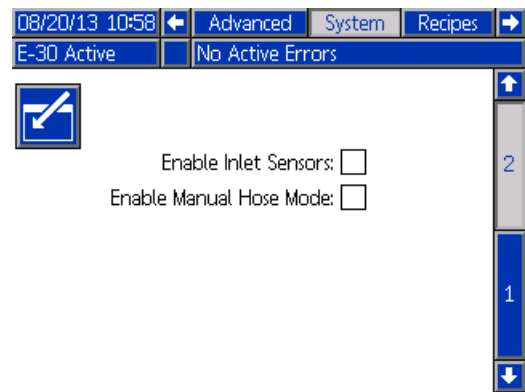 08/20/13 10:58 Advanced System Recipes
E-30 Active No Active Errors
Enable Inlet Sensors:
2
Enable Manual Hose Mode:
1